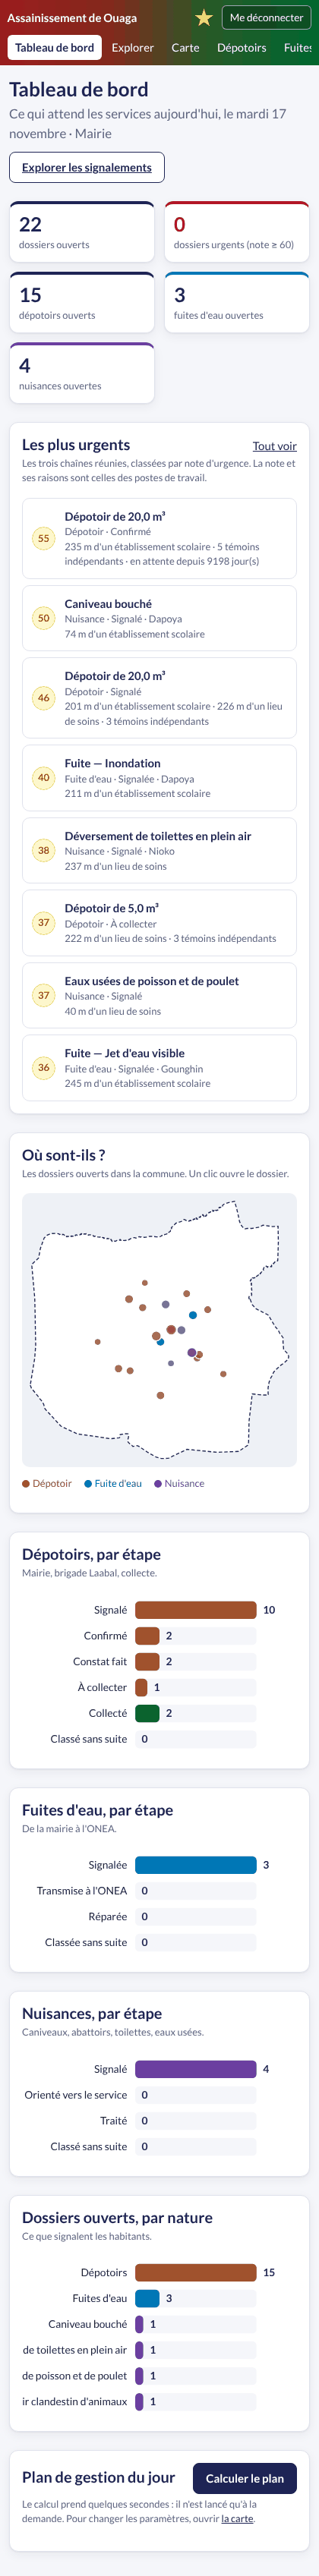 Assainissement de Ouaga
Me déconnecter
Tableau de bord Explorer Carte Dépotoirs Fuites
Tableau de bord
Ce qui attend les services aujourd'hui, le mardi 17
novembre · Mairie
Explorer les signalements
22
dossiers ouverts
0
dossiers urgents (note ≥ 60)
15
dépotoirs ouverts
3
fuites d'eau ouvertes
4
nuisances ouvertes
Les plus urgents
Tout voir
Les trois chaînes réunies, classées par note d'urgence. La note et
ses raisons sont celles des postes de travail.
55
Dépotoir de 20,0 m³
Dépotoir · Confirmé
235 m d'un établissement scolaire · 5 témoins
indépendants · en attente depuis 9198 jour(s)
50
Caniveau bouché
Nuisance · Signalé · Dapoya
74 m d'un établissement scolaire
46
Dépotoir de 20,0 m³
Dépotoir · Signalé
201 m d'un établissement scolaire · 226 m d'un lieu
de soins · 3 témoins indépendants
40
Fuite — Inondation
Fuite d'eau · Signalée · Dapoya
211 m d'un établissement scolaire
38
Déversement de toilettes en plein air
Nuisance · Signalé · Nioko
237 m d'un lieu de soins
37
Dépotoir de 5,0 m³
Dépotoir · À collecter
222 m d'un lieu de soins · 3 témoins indépendants
37
Eaux usées de poisson et de poulet
Nuisance · Signalé
40 m d'un lieu de soins
36
Fuite — Jet d'eau visible
Fuite d'eau · Signalée · Gounghin
245 m d'un établissement scolaire
Où sont-ils ?
Les dossiers ouverts dans la commune. Un clic ouvre le dossier.
Dépotoir Fuite d'eau Nuisance
Dépotoirs, par étape
Mairie, brigade Laabal, collecte.
Signalé 10
Confirmé 2
Constat fait 2
À collecter 1
Collecté 2
Classé sans suite 0
Fuites d'eau, par étape
De la mairie à l'ONEA.
Signalée 3
Transmise à l'ONEA 0
Réparée 0
Classée sans suite 0
Nuisances, par étape
Caniveaux, abattoirs, toilettes, eaux usées.
Signalé 4
Orienté vers le service 0
Traité 0
Classé sans suite 0
Dossiers ouverts, par nature
Ce que signalent les habitants.
Dépotoirs 15
Fuites d'eau 3
Caniveau bouché 1
de toilettes en plein air 1
de poisson et de poulet 1
ir clandestin d'animaux 1
Plan de gestion du jour
Calculer le plan
Le calcul prend quelques secondes : il n'est lancé qu'à la
demande. Pour changer les paramètres, ouvrir la carte.